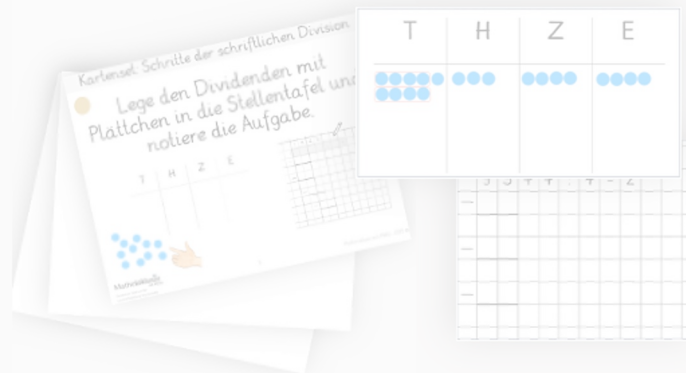 Kartenset: Schritte der schriftlichen Division
Lege den Dividenden mit
Plättchen in die Stellentafel und
notiere die Aufgabe.
T H Z E
T H Z E